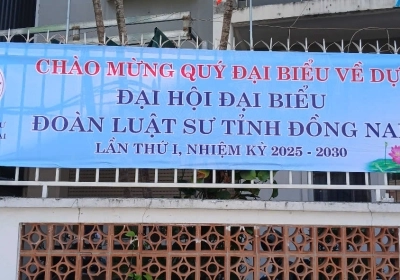 CHÀO MỪNG QUÝ ĐẠI BIỂU VỀ DỰ
ĐẠI HỘI ĐẠI BIỂU
ĐOÀN LUẬT SƯ TỈNH ĐỒNG NA
LẦN THỨ I, NHIỆM KỲ 2025 - 2030